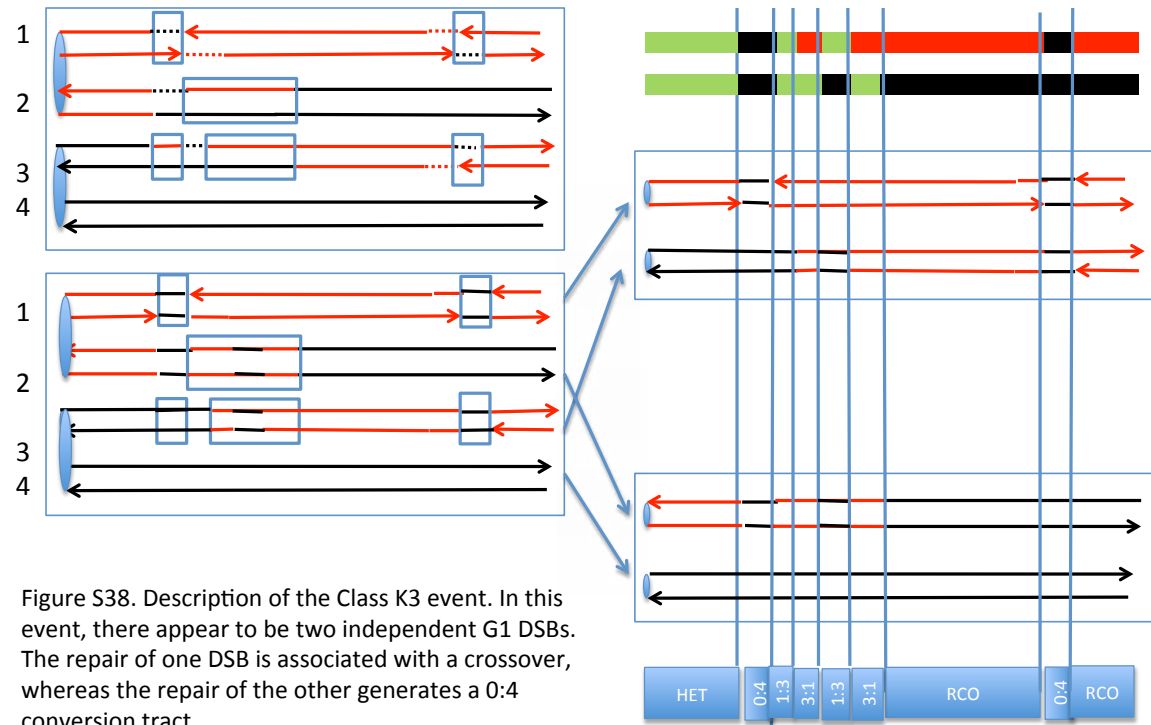 1
2
3
4
1
2
3
4
Figure S38. Description of the Class K3 event. In this
event, there appear to be two independent G1 DSBs.
The repair of one DSB is associated with a crossover,
whereas the repair of the other generates a 0:4
conversion tract
HET 0:4 1:3 3:1 1:3 3:1 RCO 0:4 RCO